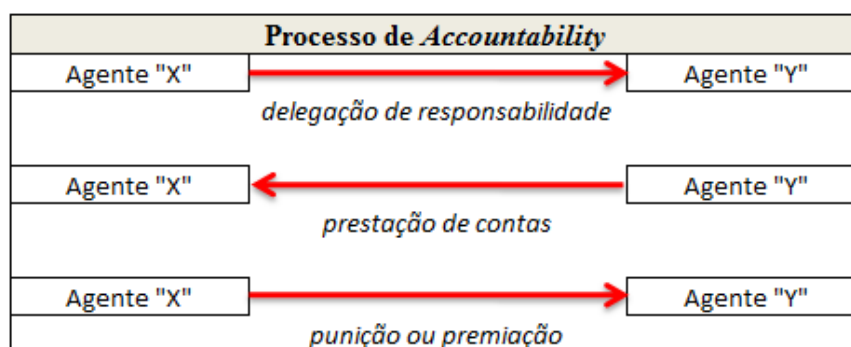 Processo de Accountability
Agente "X" Agente "Y"
delegação de responsabilidade
Agente "X" Agente "Y"
prestação de contas
Agente "X" Agente "Y"
punição ou premiação